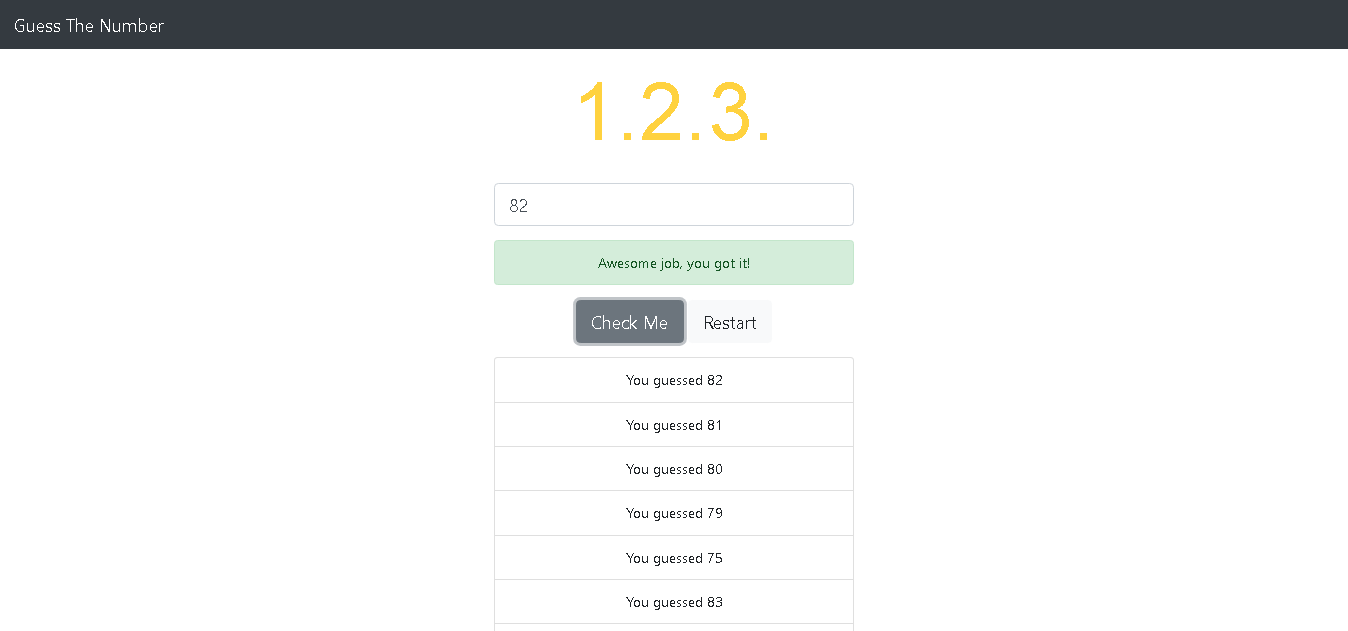 Guess The Number
1.2.3.
82
Awesome job, you got it!
Check Me Restart
You guessed 82
You guessed 81
You guessed 80
You guessed 79
You guessed 75
You guessed 83